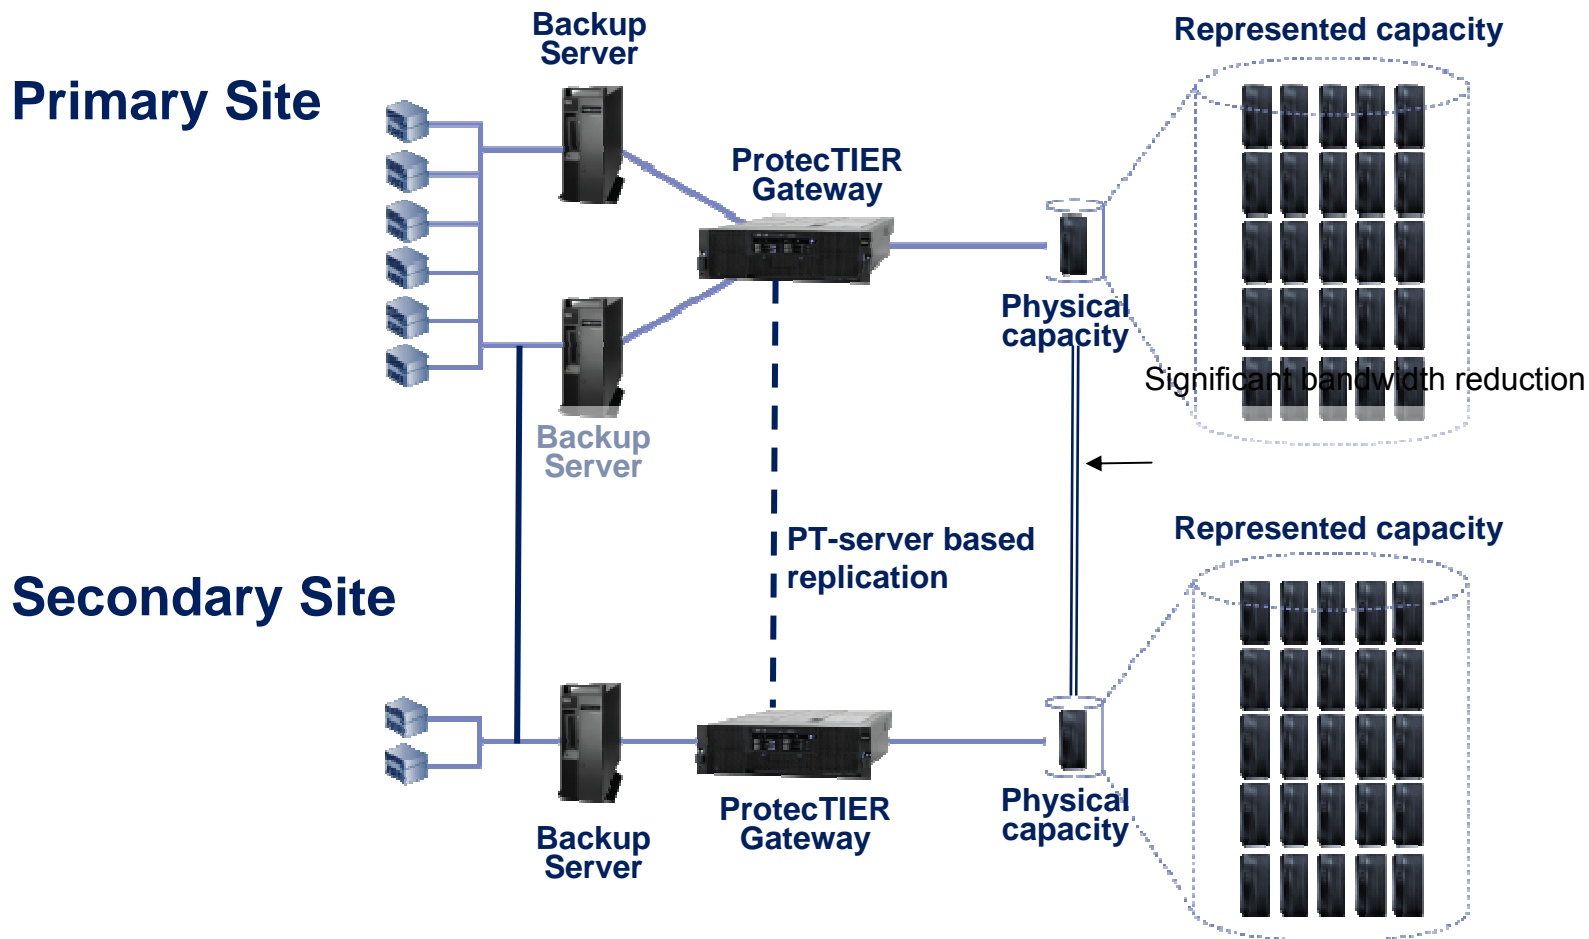 Backup
Server
Represented capacity
Primary Site
ProtecTIER
Gateway
Physical
capacity
Significant bandwidth reduction
Backup
Server
PT-server based
replication
Represented capacity
Secondary Site
Physical
capacity
ProtecTIER
Gateway
Backup
Server